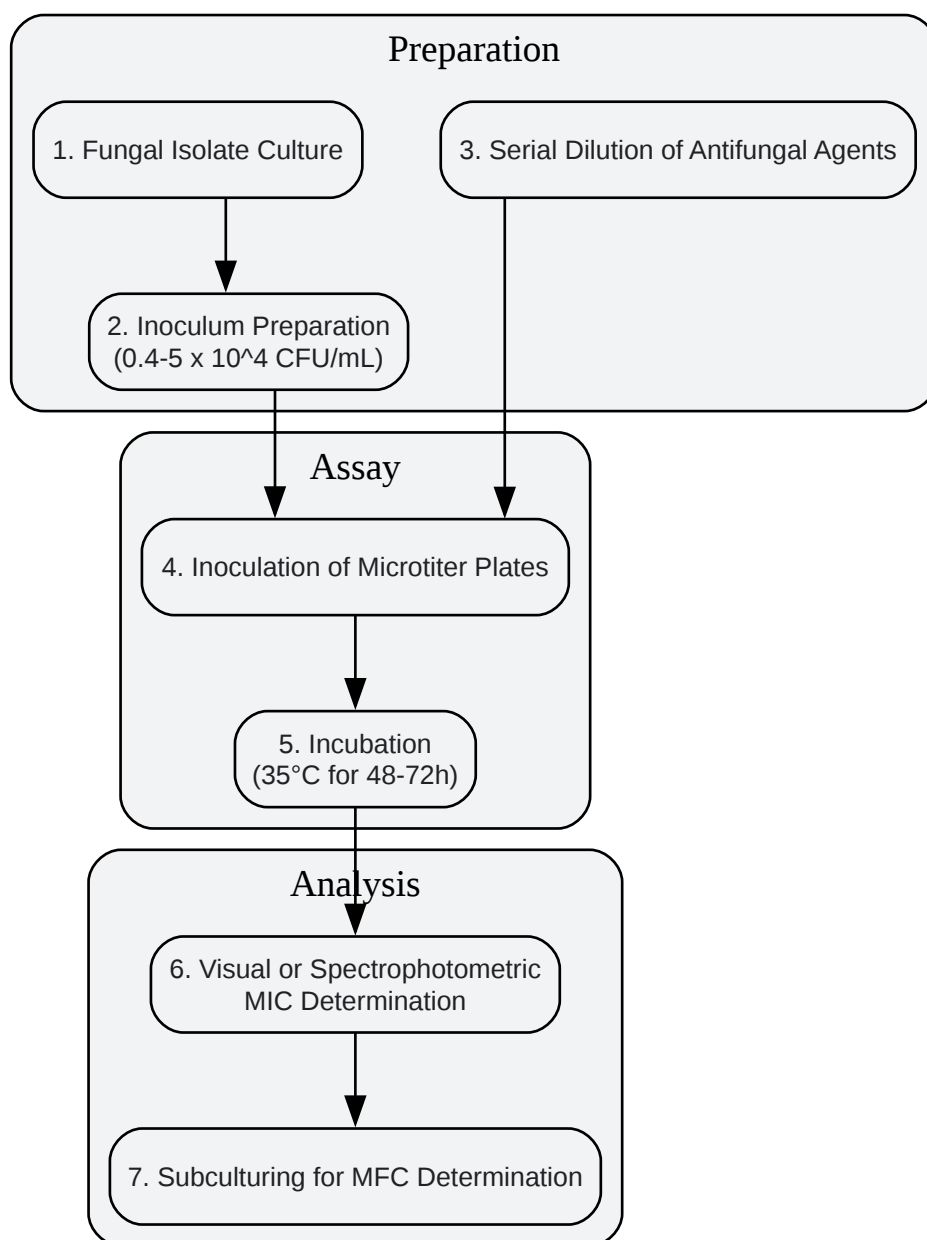 Preparation
1. Fungal Isolate Culture
3. Serial Dilution of Antifungal Agents
2. Inoculum Preparation
(0.4-5 x 10^4 CFU/mL)
Assay
4. Inoculation of Microtiter Plates
5. Incubation
(35°C for 48-72h)
Analysis
6. Visual or Spectrophotometric
MIC Determination
7. Subculturing for MFC Determination